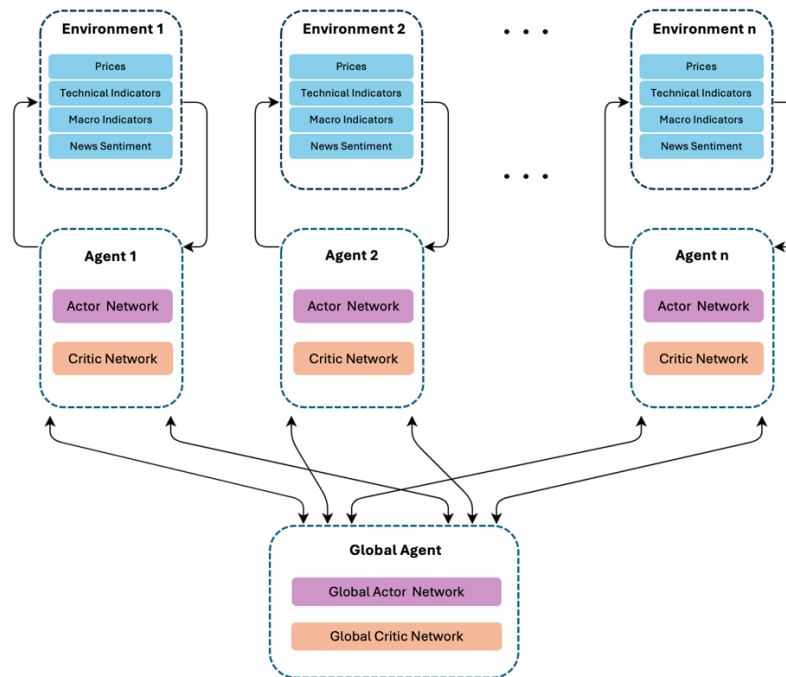 Environment 1
Prices
Technical Indicators
Macro Indicators
News Sentiment
Environment 2
Prices
Technical Indicators
Macro Indicators
News Sentiment
. . .
Environment n
Prices
Technical Indicators
Macro Indicators
News Sentiment
. . .
Agent 1
Actor Network
Critic Network
Agent 2
Actor Network
Critic Network
Agent n
Actor Network
Critic Network
Global Agent
Global Actor Network
Global Critic Network